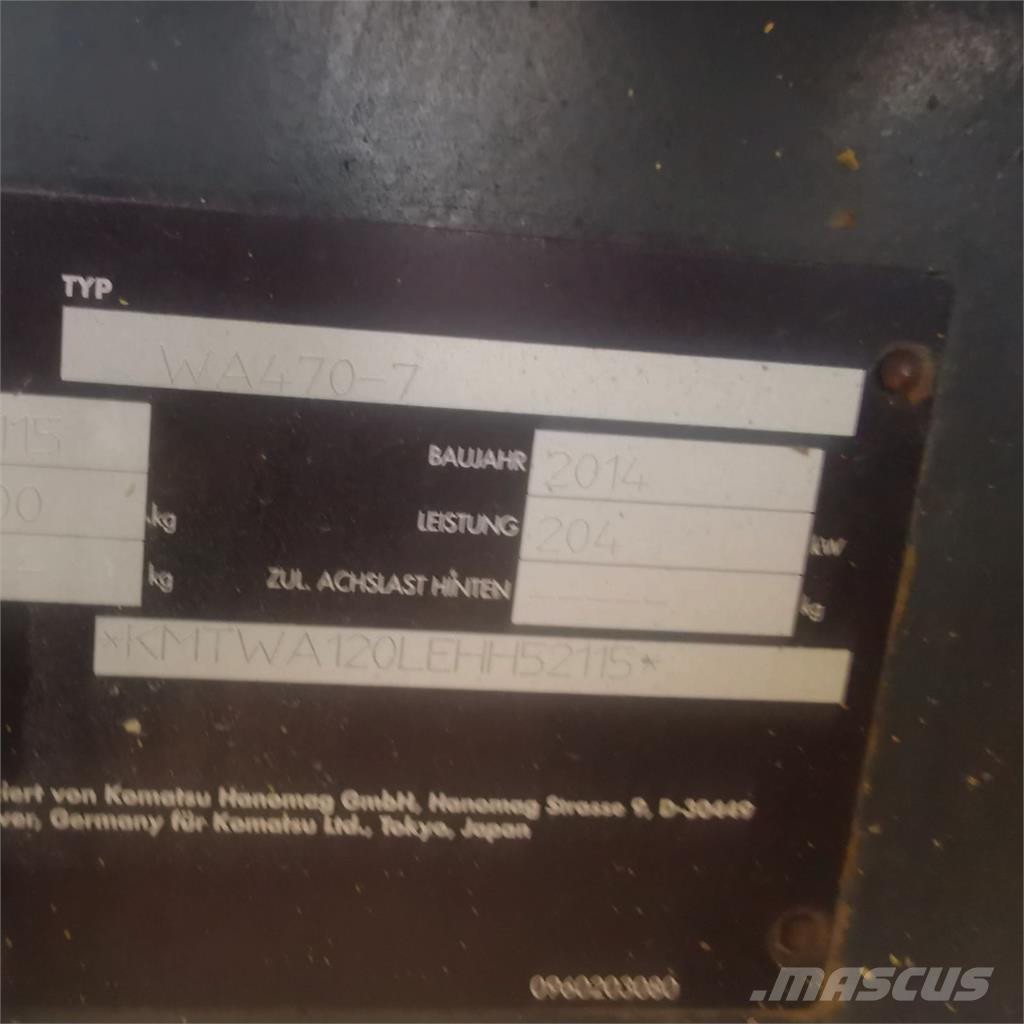 TYP
WA470-7
115
BAUJAHR 2014
00 kg
LEISTUNG 204 kW
- kg
ZUL. ACHSLAST HINTEN ----- kg
*KMTWA120LEHH52115*
iert von Komatsu Hanomag GmbH, Hanomag Strasse 9, D-30449
ver, Germany für Komatsu Ltd., Tokyo, Japan
0960203080
.MASCUS